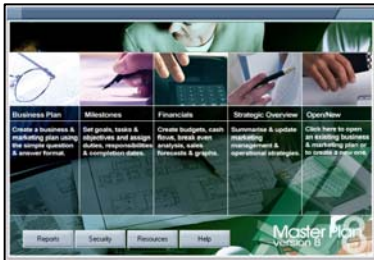 Business Plan
Create a business &
marketing plan using
the simple question
& answer format.
Milestones
Set goals, tasks &
objectives and assign
duties, responsibilities
& completion dates.
Financials
Create budgets, cash
flows, break even
analysis, sales
forecasts & graphs.
Strategic Overview
Summarise & update
marketing
management &
operational strategies.
Open/New
Click here to open
an existing business
& marketing plan or
to create a new one.
Reports
Security
Resources
Help
Master Plan
version 8